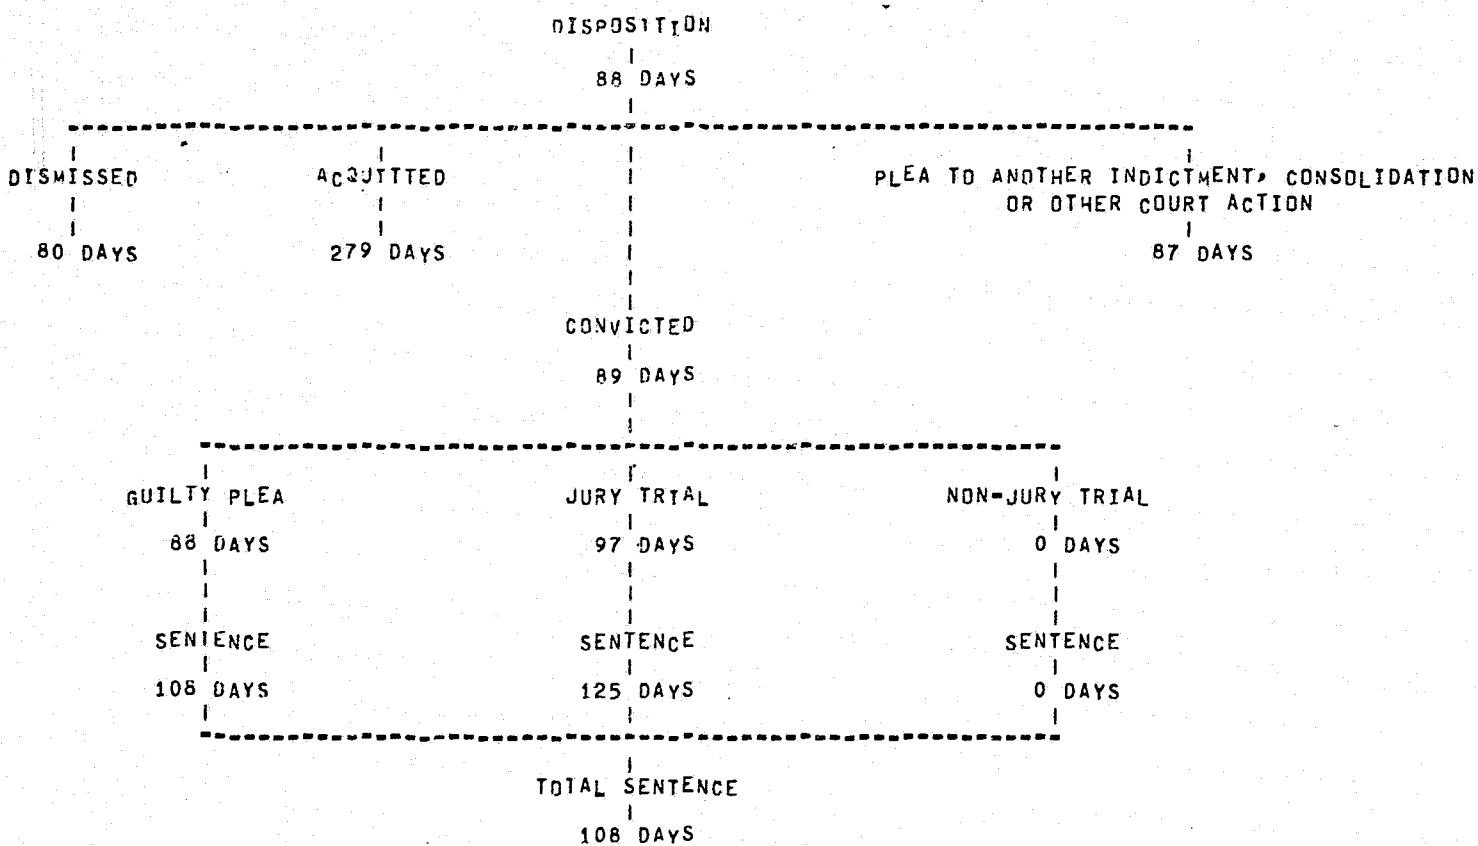 DISPOSITION
88 DAYS
DISMISSED ACQUITTED PLEA TO ANOTHER INDICTMENT, CONSOLIDATION
OR OTHER COURT ACTION
80 DAYS 279 DAYS 87 DAYS
CONVICTED
89 DAYS
GUILTY PLEA JURY TRIAL NON-JURY TRIAL
88 DAYS 97 DAYS 0 DAYS
SENTENCE SENTENCE SENTENCE
108 DAYS 125 DAYS 0 DAYS
TOTAL SENTENCE
108 DAYS